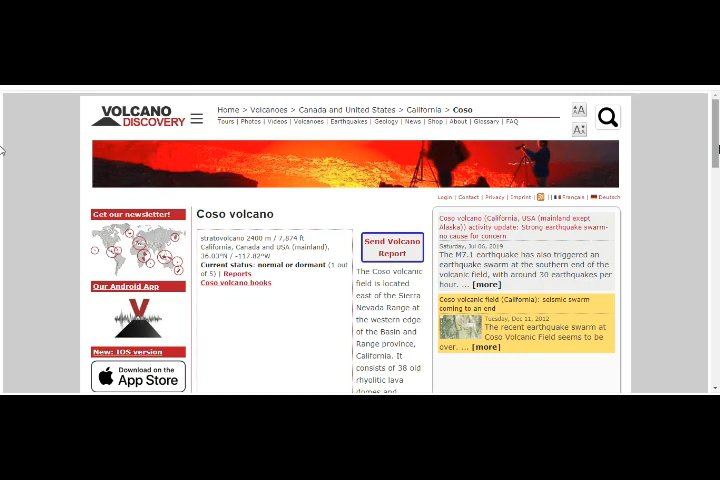 VOLCANO
DISCOVERY
Home > Volcanoes > Canada and United States > California > Coso
Tours | Photos | Videos | Volcanoes | Earthquakes | Geology | News | Shop | About | Glossary | FAQ
AA
AA
Login | Contact | Privacy | Imprint | Français | Deutsch
Get our newsletter!
Our Android App
New: IOS version
Download on the
App Store
Coso volcano
stratovolcano 2400 m / 7,874 ft
California, Canada and USA (mainland),
36.03°N / -117.82°W
Current status: normal or dormant (1 out
of 5) | Reports
Coso volcano books
Send Volcano
Report
The Coso volcanic
field is located
east of the Sierra
Nevada Range at
the western edge
of the Basin and
Range province,
California. It
consists of 38 old
rhyolitic lava
domes and
Coso volcano (California, USA (mainland exept
Alaska)) activity update: Strong earthquake swarm-
no cause for concern
Saturday, Jul 06, 2019
The M7.1 earthquake has also triggered an
earthquake swarm at the southern end of the
volcanic field, with around 30 earthquakes per
hour. ... [more]
Coso volcanic field (California): seismic swarm
coming to an end
Tuesday, Dec 11, 2012
The recent earthquake swarm at
Coso Volcanic Field seems to be
over. ... [more]